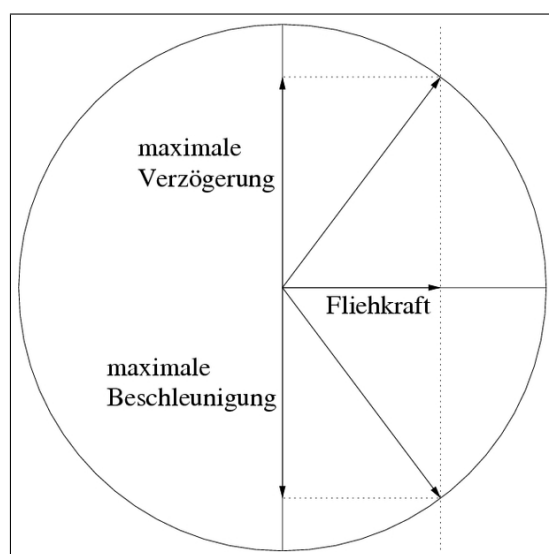 maximale
Verzögerung
Fliehkraft
maximale
Beschleunigung